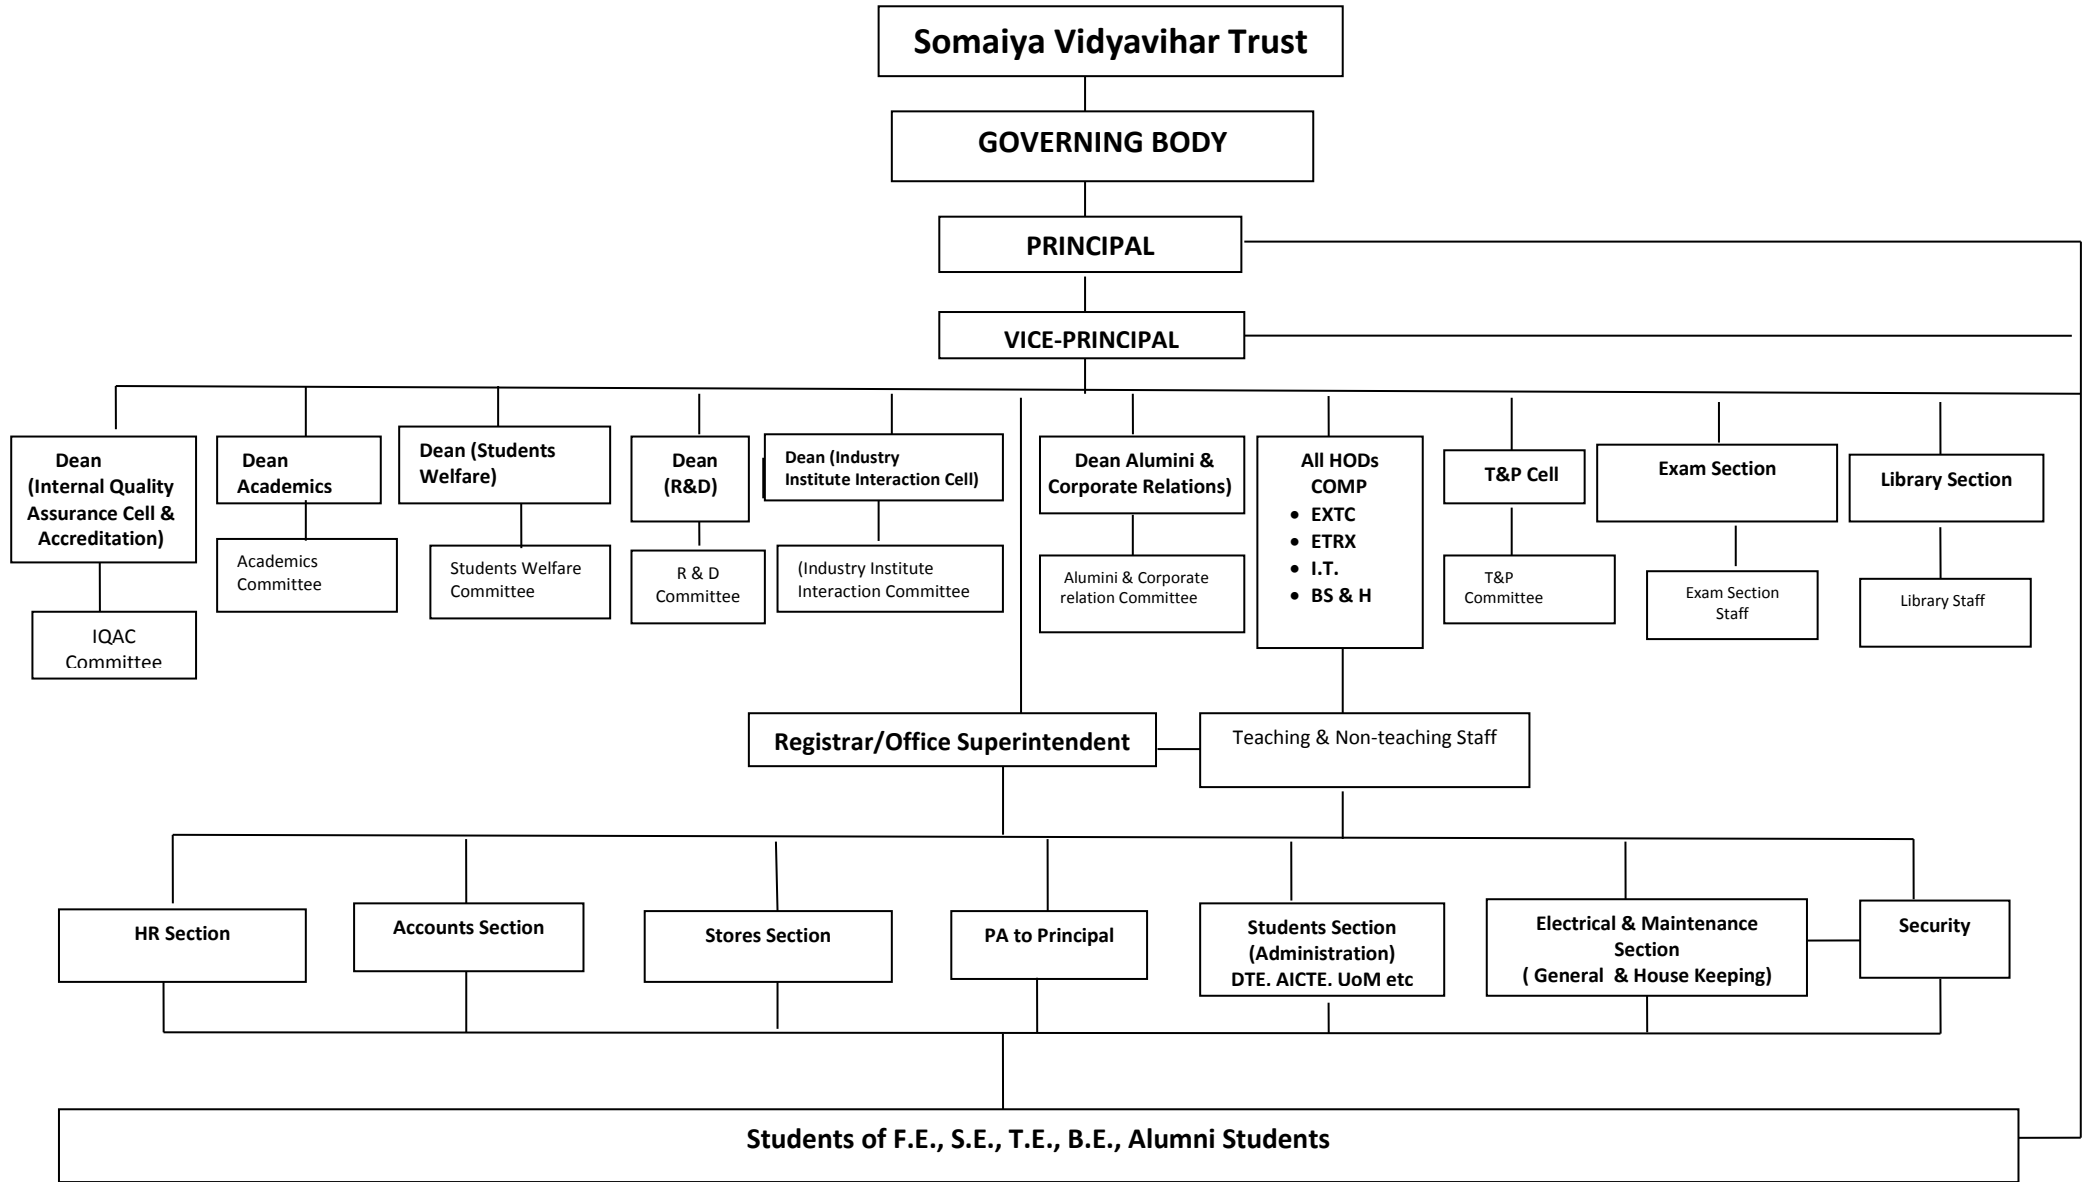 Somaiya Vidyavihar Trust
GOVERNING BODY
PRINCIPAL
VICE-PRINCIPAL
Dean
(Internal Quality
Assurance Cell &
Accreditation)
Dean
Academics
Dean (Students
Welfare)
Dean
(R&D)
Dean (Industry
Institute Interaction Cell)
Dean Alumini &
Corporate Relations)
All HODs
COMP
• EXTC
• ETRX
• I.T.
• BS & H
T&P Cell
Exam Section
Library Section
IQAC
Committee
Academics
Committee
Students Welfare
Committee
R & D
Committee
(Industry Institute
Interaction Committee
Alumini & Corporate
relation Committee
T&P
Committee
Exam Section
Staff
Library Staff
Registrar/Office Superintendent
Teaching & Non-teaching Staff
HR Section
Accounts Section
Stores Section
PA to Principal
Students Section
(Administration)
DTE. AICTE. UoM etc
Electrical & Maintenance
Section
( General & House Keeping)
Security
Students of F.E., S.E., T.E., B.E., Alumni Students